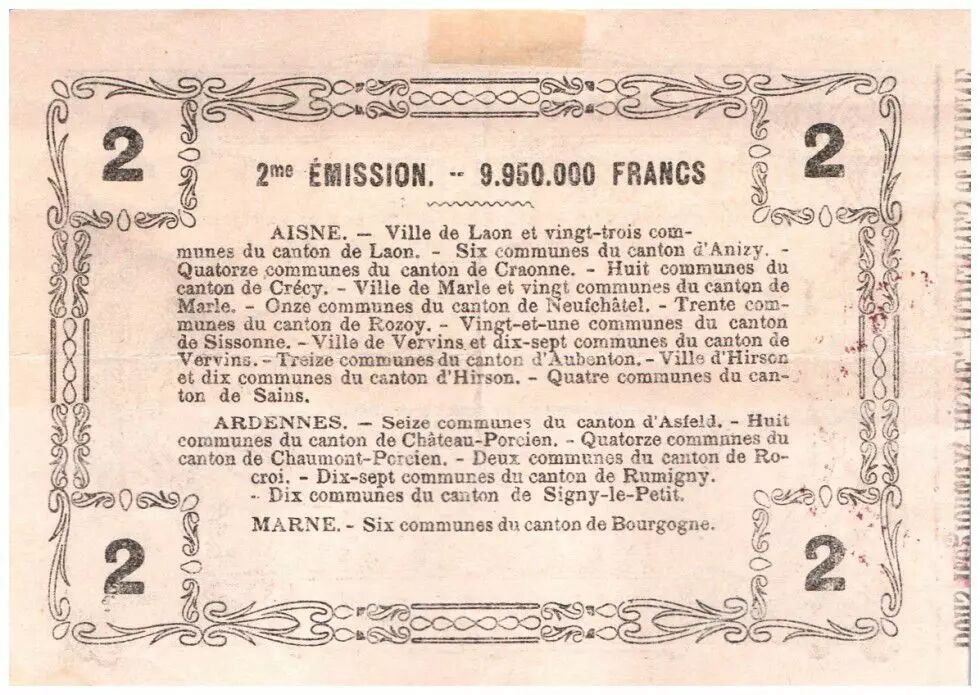 2 2
2me ÉMISSION. -- 9.950.000 FRANCS
AISNE. — Ville de Laon et vingt-trois com-
munes du canton de Laon. - Six communes du canton d'Anizy. -
Quatorze communes du canton de Craonne. - Huit communes du
canton de Crécy. - Ville de Marle et vingt communes du canton de
Marle. - Onze communes du canton de Neufchâtel. - Trente com-
munes du canton de Rozoy. - Vingt-et-une communes du canton
de Sissonne. - Ville de Vervins et dix-sept communes du canton de
Vervins. - Treize communes du canton d'Aubenton. - Ville d'Hirson
et dix communes du canton d'Hirson. - Quatre communes du can-
ton de Sains.
ARDENNES. — Seize communes du canton d'Asfeld. - Huit
communes du canton de Château-Porcien. - Quatorze communes du
canton de Chaumont-Porcien. - Deux communes du canton de Ro-
croi. - Dix-sept communes du canton de Rumigny.
- Dix communes du canton de Signy-le-Petit.
MARNE. - Six communes du canton de Bourgogne.
2 2